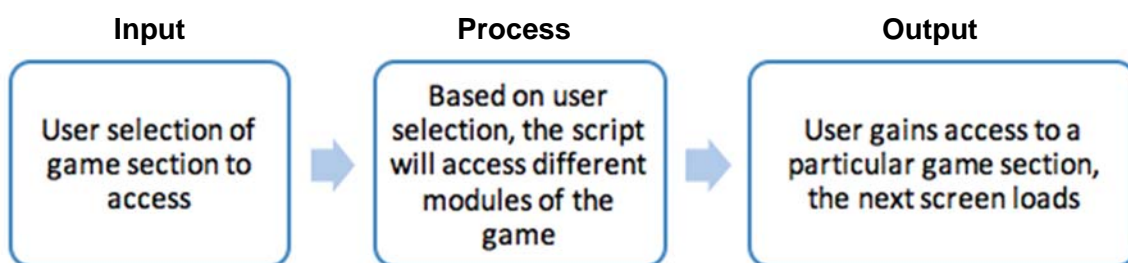 Input
Process
Output
User selection of
game section to
access
Based on user
selection, the script
will access different
modules of the
game
User gains access to a
particular game section,
the next screen loads